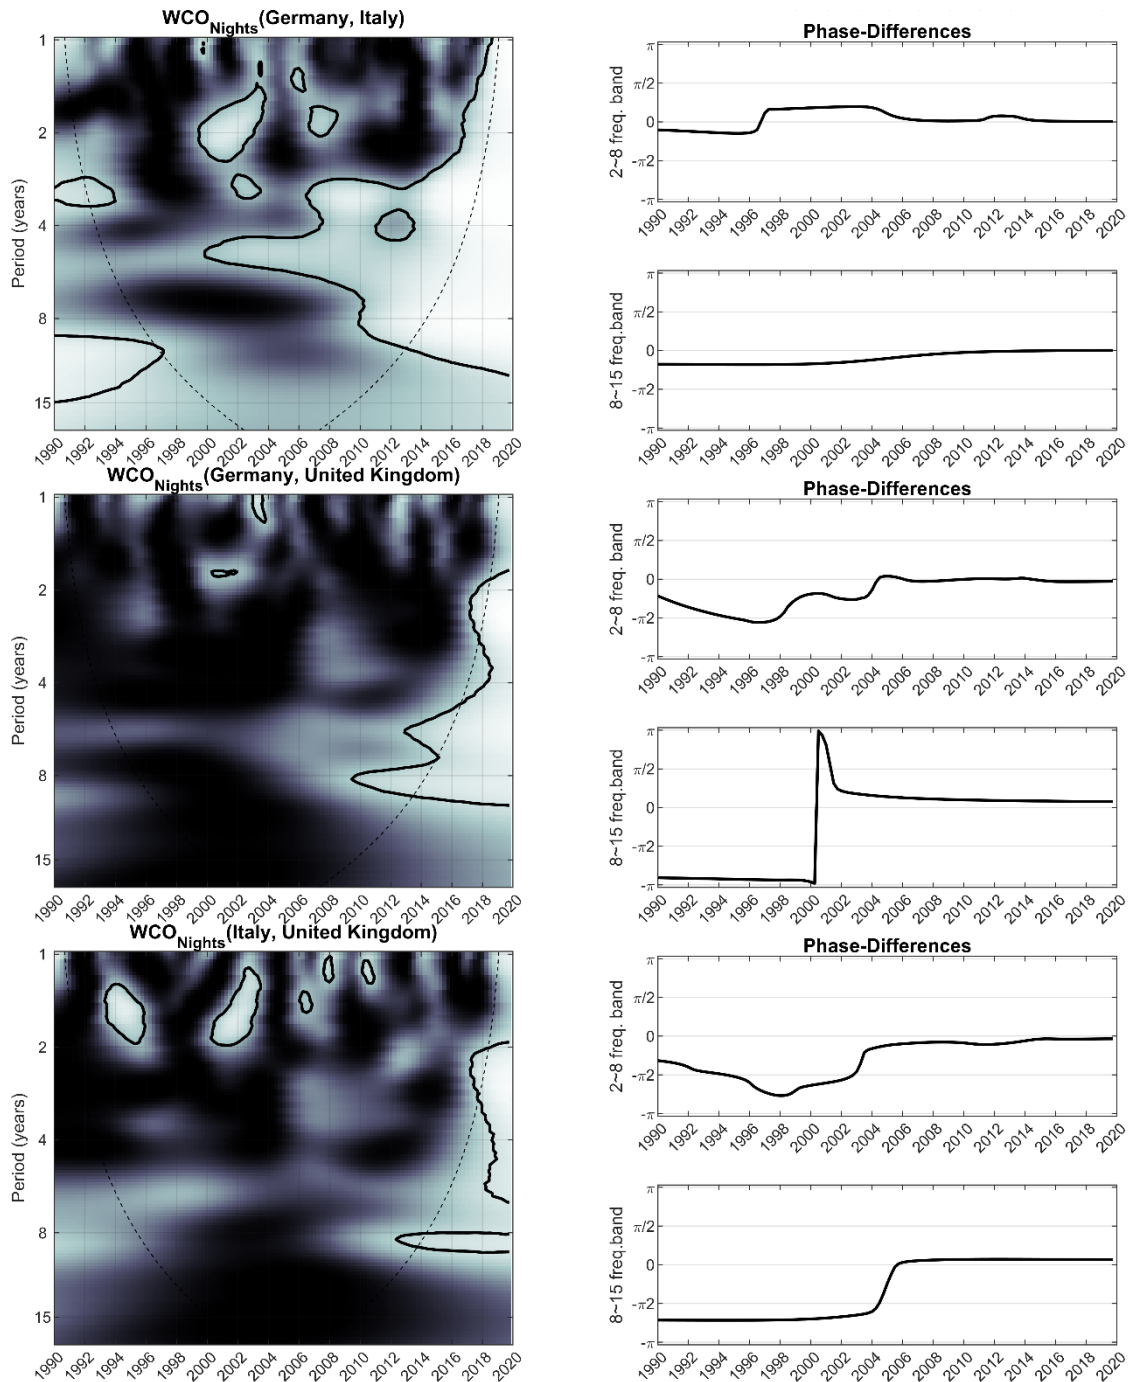 WCO_Nights(Germany, Italy)
Period (years)
1
2
4
8
15
1990 1992 1994 1996 1998 2000 2002 2004 2006 2008 2010 2012 2014 2016 2018 2020
Phase-Differences
2~8 freq. band
π
π/2
0
-π2
-π
1990 1992 1994 1996 1998 2000 2002 2004 2006 2008 2010 2012 2014 2016 2018 2020
8~15 freq.band
π
π/2
0
-π2
-π
1990 1992 1994 1996 1998 2000 2002 2004 2006 2008 2010 2012 2014 2016 2018 2020
WCO_Nights(Germany, United Kingdom)
Period (years)
1
2
4
8
15
1990 1992 1994 1996 1998 2000 2002 2004 2006 2008 2010 2012 2014 2016 2018 2020
Phase-Differences
2~8 freq. band
π
π/2
0
-π2
-π
1990 1992 1994 1996 1998 2000 2002 2004 2006 2008 2010 2012 2014 2016 2018 2020
8~15 freq.band
π
π/2
0
-π2
-π
1990 1992 1994 1996 1998 2000 2002 2004 2006 2008 2010 2012 2014 2016 2018 2020
WCO_Nights(Italy, United Kingdom)
Period (years)
1
2
4
8
15
1990 1992 1994 1996 1998 2000 2002 2004 2006 2008 2010 2012 2014 2016 2018 2020
Phase-Differences
2~8 freq. band
π
π/2
0
-π2
-π
1990 1992 1994 1996 1998 2000 2002 2004 2006 2008 2010 2012 2014 2016 2018 2020
8~15 freq.band
π
π/2
0
-π2
-π
1990 1992 1994 1996 1998 2000 2002 2004 2006 2008 2010 2012 2014 2016 2018 2020